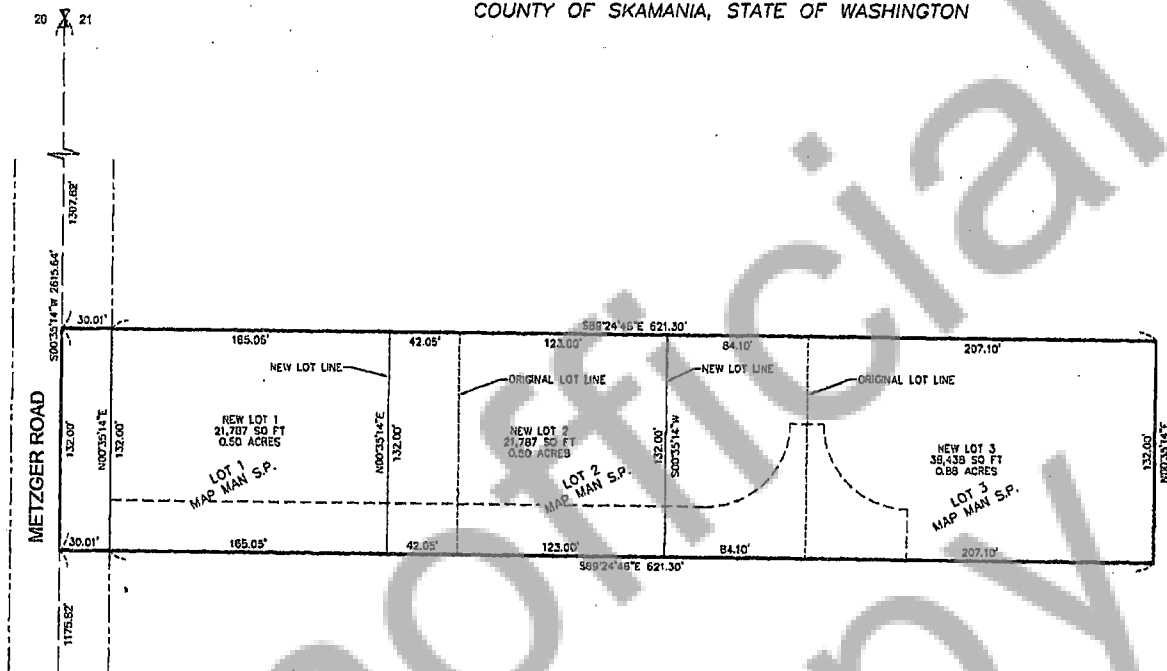 COUNTY OF SKAMANIA, STATE OF WASHINGTON
20 21
1307.82'
S00°35'14"W 2615.64'
30.01'
S89°24'46"E 621.30'
165.05'
42.05'
123.00'
84.10'
207.10'
NEW LOT LINE
ORIGINAL LOT LINE
NEW LOT LINE
ORIGINAL LOT LINE
METZGER ROAD
132.00'
N00°35'14"E
132.00'
NEW LOT 1
21,787 SQ FT
0.50 ACRES
LOT 1
MAP MAN S.P.
N00°35'14"E
132.00'
NEW LOT 2
21,787 SQ FT
0.50 ACRES
LOT 2
MAP MAN S.P.
132.00'
S00°35'14"W
NEW LOT 3
38,438 SQ FT
0.88 ACRES
LOT 3
MAP MAN S.P.
132.00'
N00°35'14"E
30.01'
165.05'
42.05'
123.00'
84.10'
207.10'
S89°24'46"E 621.30'
1175.82'